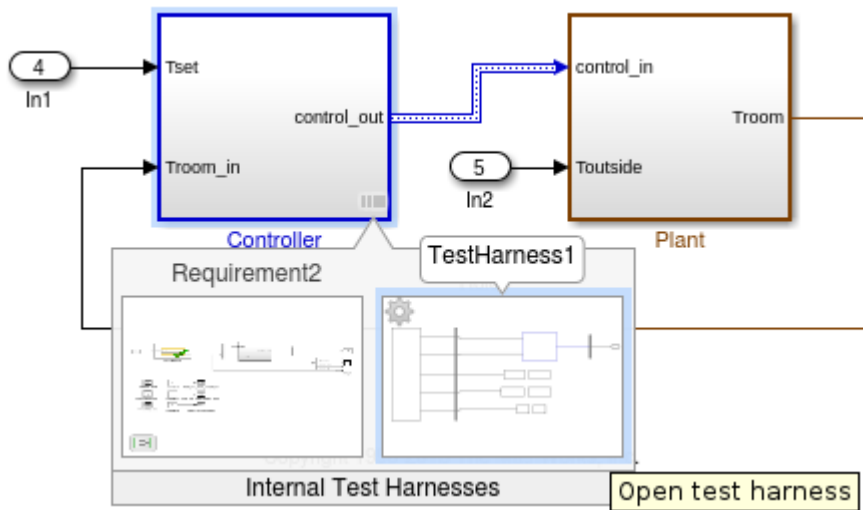 4
In1
Tset
control_out
Troom_in
control_in
Troom
5
In2
Toutside
Controller
Plant
Requirement2
TestHarness1
Internal Test Harnesses
Open test harness